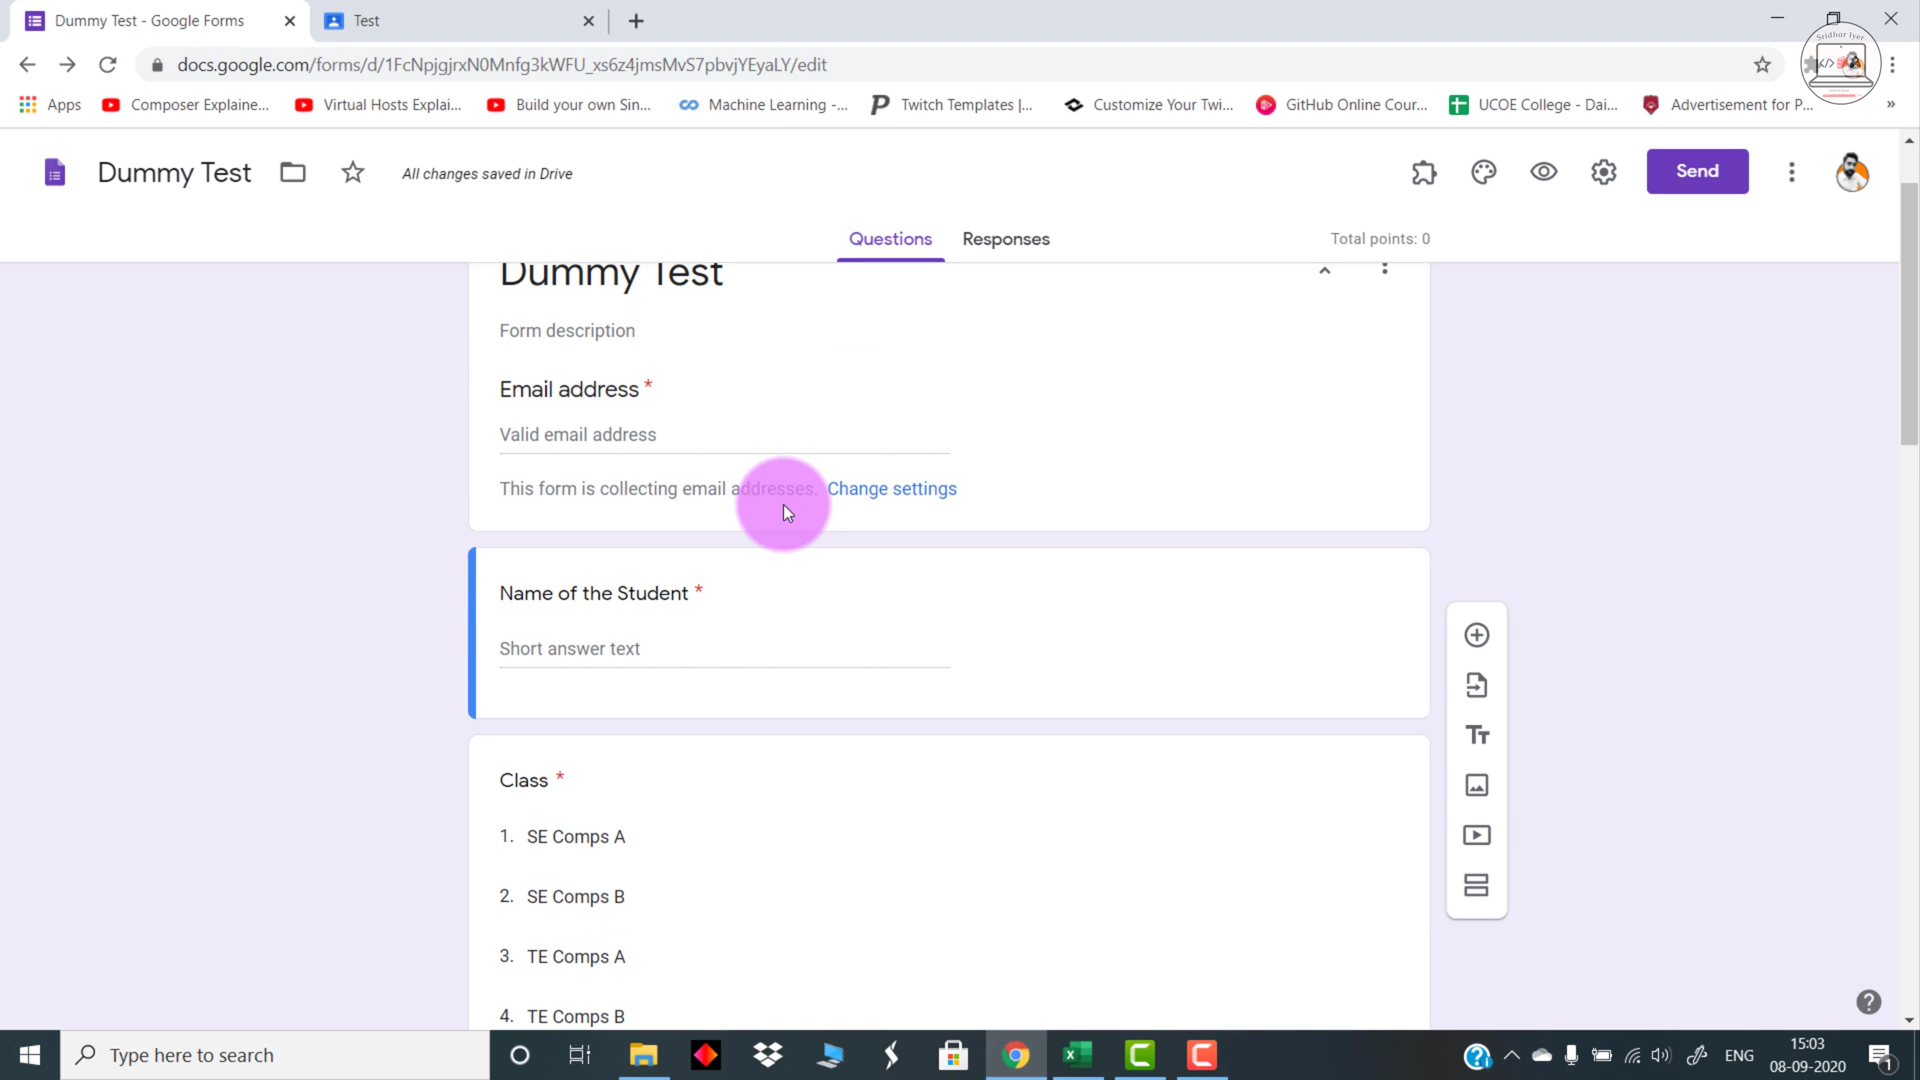 Dummy Test - Google Forms
Test
docs.google.com/forms/d/1FcNpjgjrxN0Mnfg3kWFU_xs6z4jmsMvS7pbvjYEyaLY/edit
Sridhar Iyer
Apps
Composer Explaine...
Virtual Hosts Explai...
Build your own Sin...
Machine Learning -...
Twitch Templates |...
Customize Your Twi...
GitHub Online Cour...
UCOE College - Dai...
Advertisement for P...
»
Dummy Test
All changes saved in Drive
Send
Questions
Responses
Total points: 0
Dummy Test
Form description
Email address *
Valid email address
This form is collecting email addresses. Change settings
Name of the Student *
Short answer text
Class *
1. SE Comps A
2. SE Comps B
3. TE Comps A
4. TE Comps B
Type here to search
ENG
15:03
08-09-2020
1